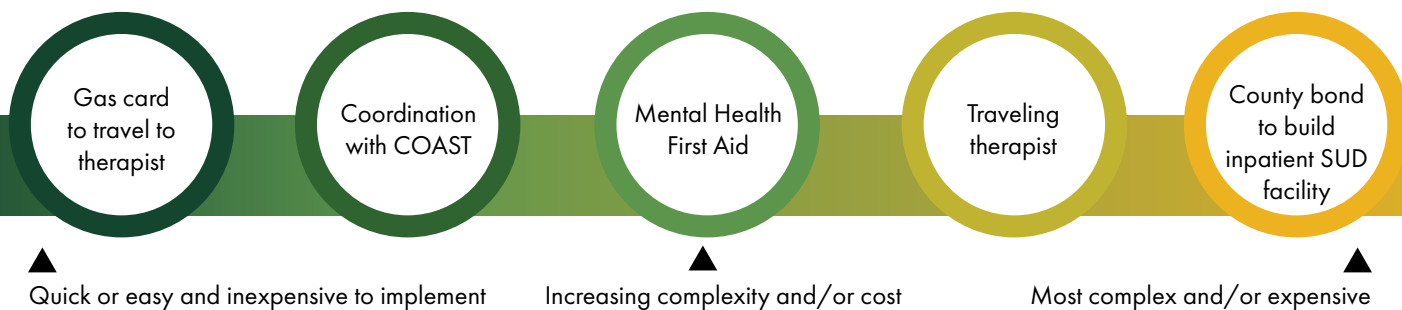 Gas card
to travel to
therapist
Coordination
with COAST
Mental Health
First Aid
Traveling
therapist
County bond
to build
inpatient SUD
facility
Quick or easy and inexpensive to implement
Increasing complexity and/or cost
Most complex and/or expensive